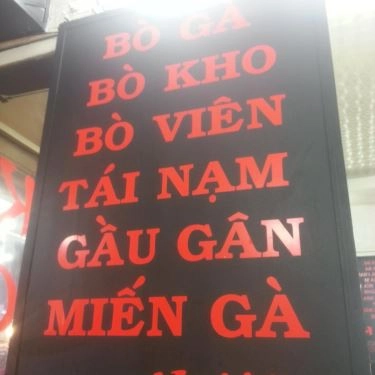 BÒ GÀ
BÒ KHO
BÒ VIÊN
TÁI NẠM
GẦU GÂN
MIẾN GÀ